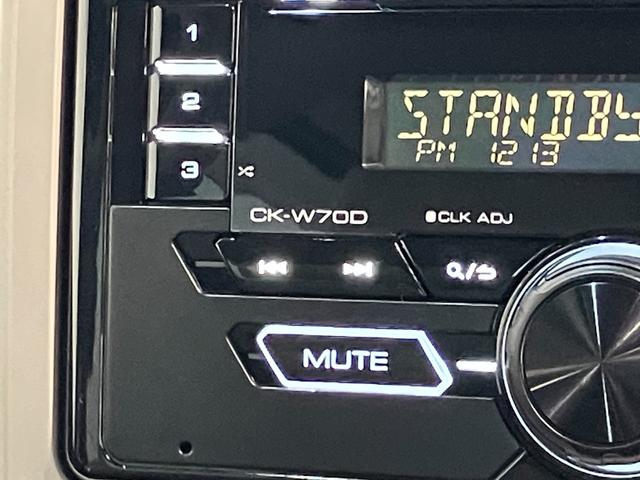 1
2
3
STANDBY
PM 12 13
CK-W70D
CLK ADJ
MUTE